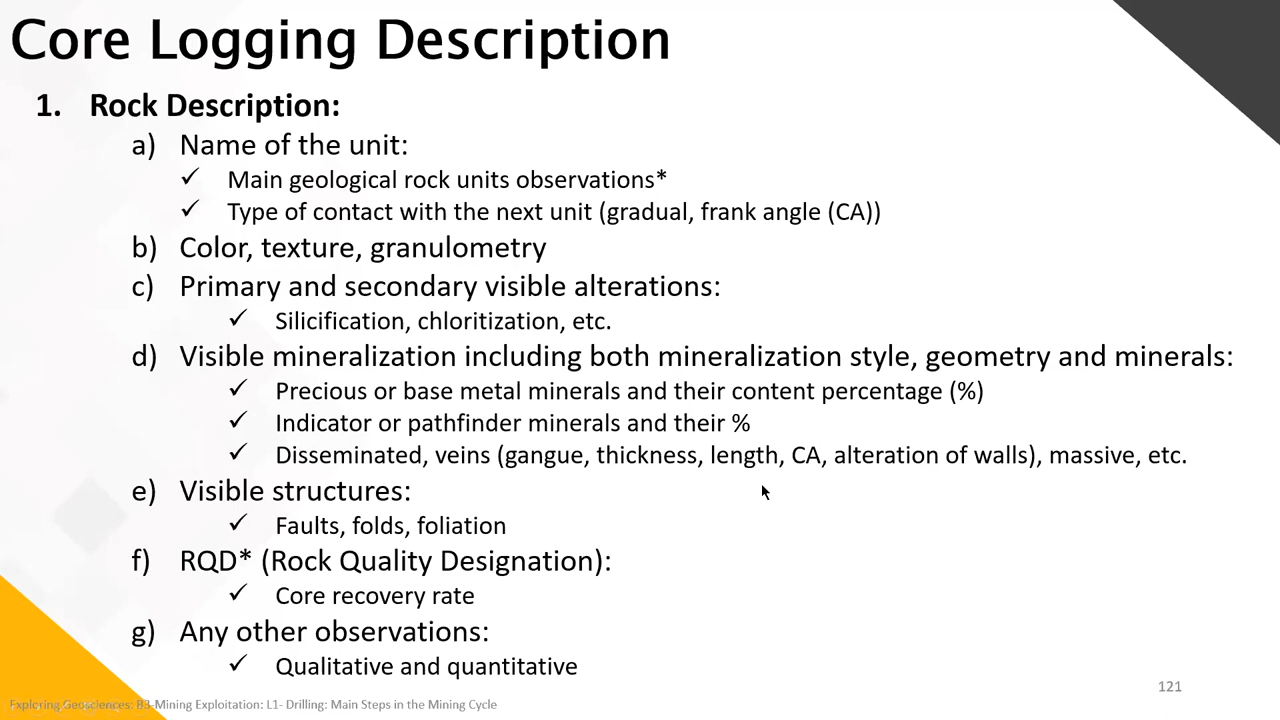 Core Logging Description
1. Rock Description:
a) Name of the unit:
✓ Main geological rock units observations*
✓ Type of contact with the next unit (gradual, frank angle (CA))
b) Color, texture, granulometry
c) Primary and secondary visible alterations:
✓ Silicification, chloritization, etc.
d) Visible mineralization including both mineralization style, geometry and minerals:
✓ Precious or base metal minerals and their content percentage (%)
✓ Indicator or pathfinder minerals and their %
✓ Disseminated, veins (gangue, thickness, length, CA, alteration of walls), massive, etc.
e) Visible structures:
✓ Faults, folds, foliation
f) RQD* (Rock Quality Designation):
✓ Core recovery rate
g) Any other observations:
✓ Qualitative and quantitative
121
Exploring Geosciences: B3-Mining Exploitation: L1- Drilling: Main Steps in the Mining Cycle